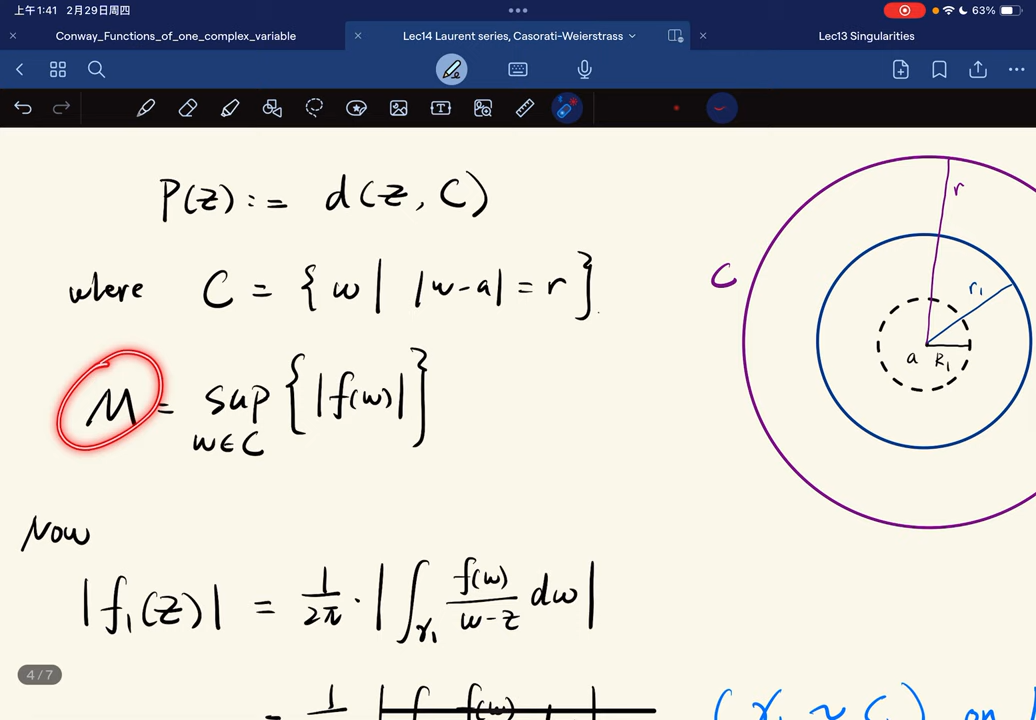 上午1:41 2月29日周四 63%
Conway_Functions_of_one_complex_variable
Lec14 Laurent series, Casorati-Weierstrass
Lec13 Singularities
P(z) := d(z, C)
where C = { w | |w-a| = r }
M = sup_{w∈C} { |f(w)| }
Now
|f₁(z)| = 1/2π · | ∫_{γ₁} f(w)/(w-z) dw |
C
r
r₁
a R₁
4 / 7